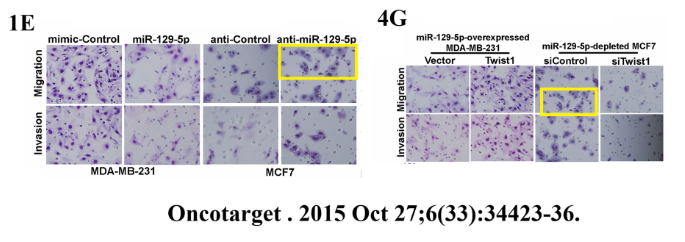 1E
mimic-Control miR-129-5p anti-Control anti-miR-129-5p
Migration
Invasion
MDA-MB-231 MCF7
4G
miR-129-5p-overexpressed
MDA-MB-231
miR-129-5p-depleted MCF7
Vector Twist1 siControl siTwist1
Migration
Invasion
Oncotarget . 2015 Oct 27;6(33):34423-36.